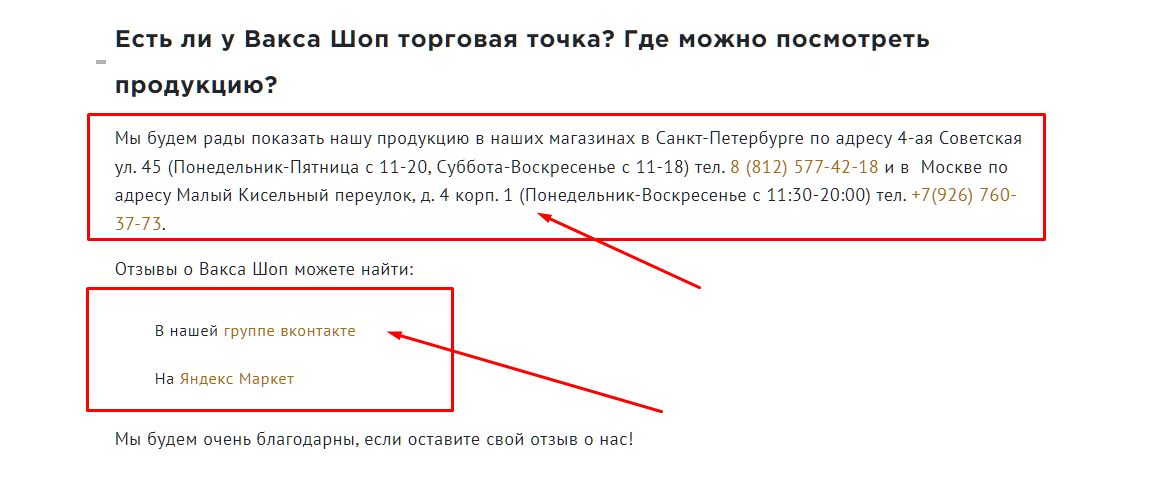 Есть ли у Вакса Шоп торговая точка? Где можно посмотреть
продукцию?
Мы будем рады показать нашу продукцию в наших магазинах в Санкт-Петербурге по адресу 4-ая Советская
ул. 45 (Понедельник-Пятница с 11-20, Суббота-Воскресенье с 11-18) тел. 8 (812) 577-42-18 и в  Москве по
адресу Малый Кисельный переулок, д. 4 корп. 1 (Понедельник-Воскресенье с 11:30-20:00) тел. +7(926) 760-
37-73.
Отзывы о Вакса Шоп можете найти:
В нашей группе вконтакте
На Яндекс Маркет
Мы будем очень благодарны, если оставите свой отзыв о нас!